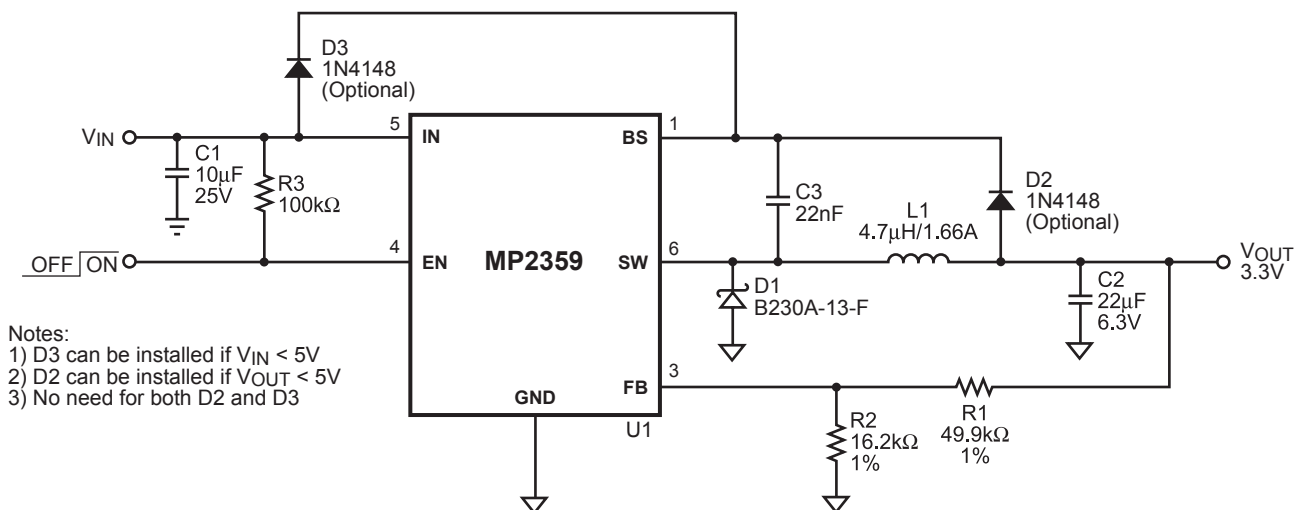 D3
1N4148
(Optional)
VIN
5
IN
BS
1
C1
10µF
25V
R3
100kΩ
C3
22nF
D2
1N4148
(Optional)
L1
4.7µH/1.66A
OFF ON
4
EN
MP2359
SW
6
VOUT
3.3V
D1
B230A-13-F
C2
22µF
6.3V
Notes:
1) D3 can be installed if VIN < 5V
2) D2 can be installed if VOUT < 5V
3) No need for both D2 and D3
GND
FB
3
U1
R2
16.2kΩ
1%
R1
49.9kΩ
1%